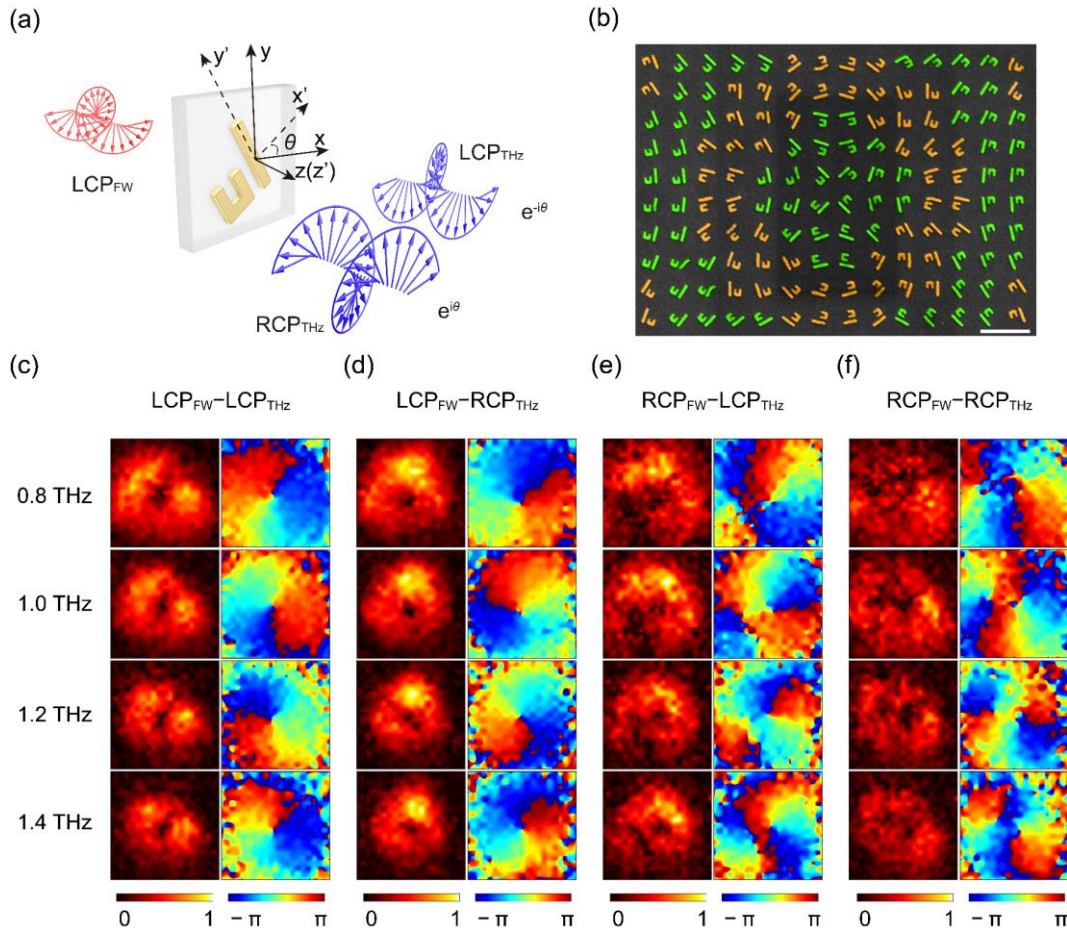 (a)
(b)
y'
y
x'
θ
x
z(z')
LCP_FW
LCP_THz
e^-iθ
RCP_THz
e^iθ
(c)
(d)
(e)
(f)
LCP_FW−LCP_THz
LCP_FW−RCP_THz
RCP_FW−LCP_THz
RCP_FW−RCP_THz
0.8 THz
1.0 THz
1.2 THz
1.4 THz
0 1 −π π 0 1 −π π 0 1 −π π 0 1 −π π